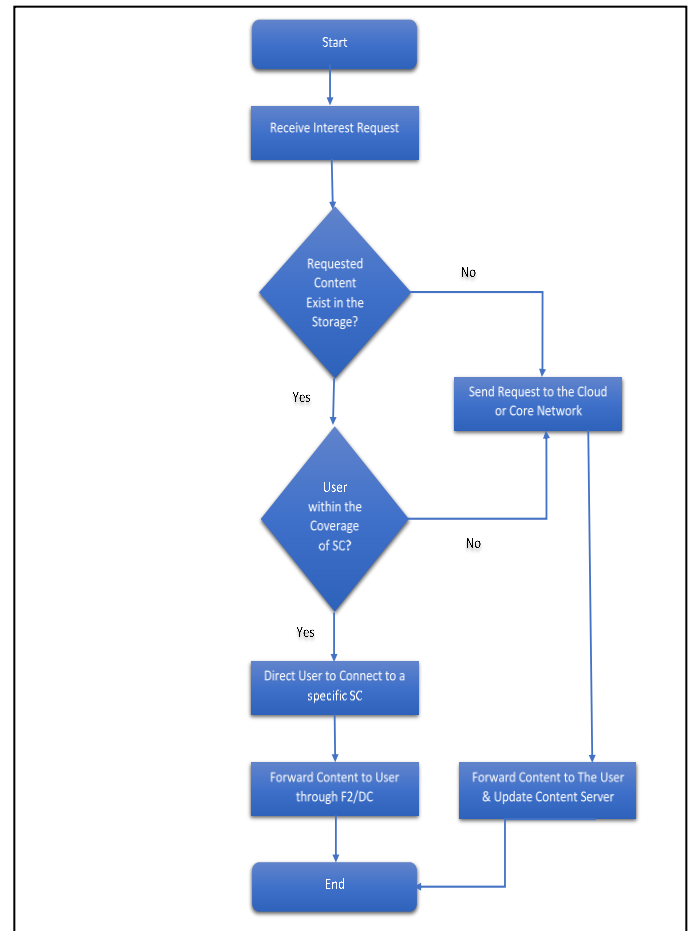 Start
Receive Interest Request
Requested
Content
Exist in the
Storage?
No
Send Request to the Cloud
or Core Network
Yes
User
within the
Coverage
of SC?
No
Yes
Direct User to Connect to a
specific SC
Forward Content to User
through F2/DC
Forward Content to The User
& Update Content Server
End